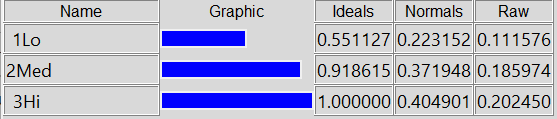 Name Graphic Ideals Normals Raw
1Lo 0.551127 0.223152 0.111576
2Med 0.918615 0.371948 0.185974
3Hi 1.000000 0.404901 0.202450